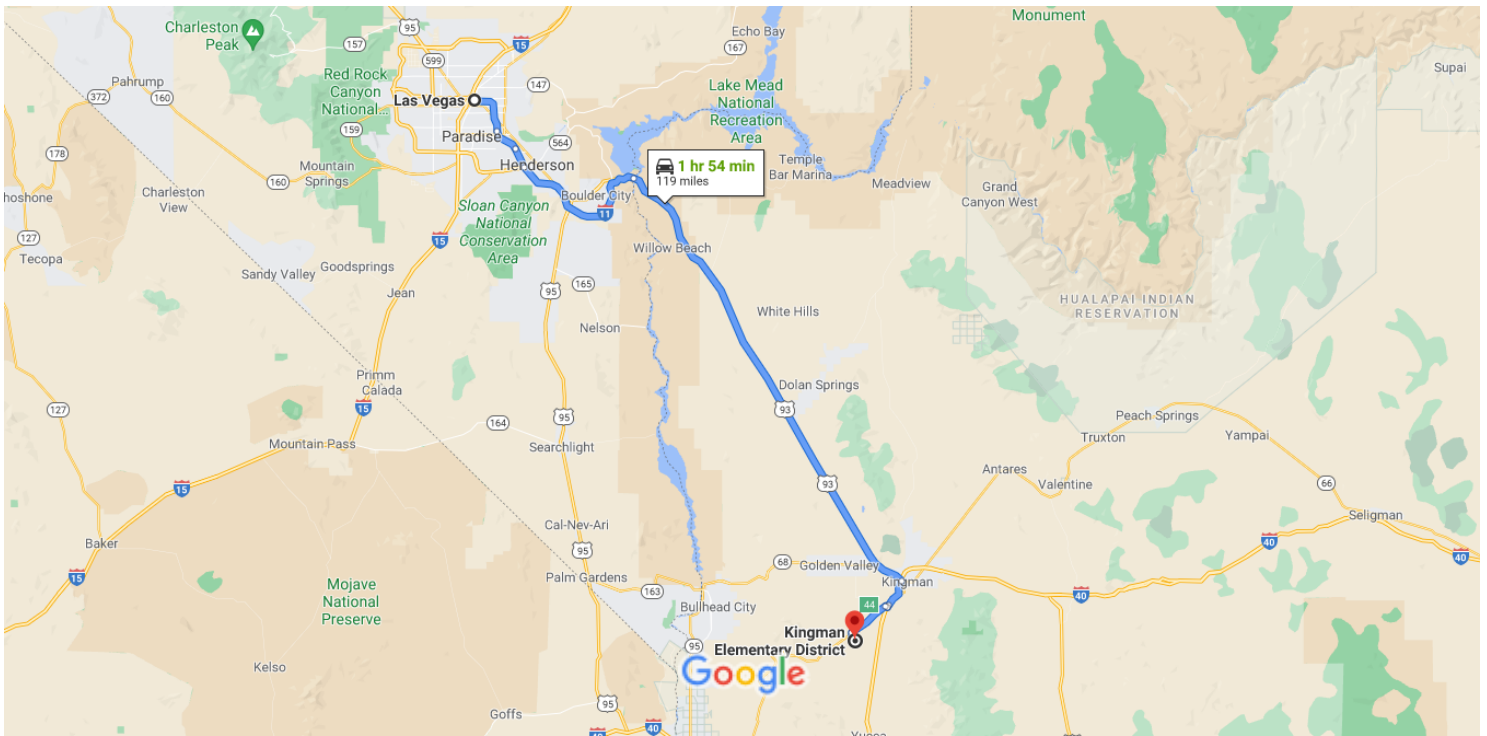 Monument
Charleston
Peak
95
15
157
Echo Bay
167
599
Supai
Red Rock
Canyon
National...
Pahrump
147
Lake Mead
National
Recreation
Area
372
160
Las Vegas
159
Paradise
564
178
Mountain
Springs
Henderson
1 hr 54 min
119 miles
Temple
Bar Marina
160
Meadview
Charleston
View
Boulder City
Grand
Canyon West
hoshone
Sloan Canyon
National
Conservation
Area
11
127
15
Willow Beach
Tecopa
Goodsprings
Sandy Valley
165
95
Jean
HUALAPAI INDIAN
RESERVATION
White Hills
Nelson
Primm
Calada
Dolan Springs
127
15
95
93
Peach Springs
164
Mountain Pass
Searchlight
Truxton
Yampai
Antares
15
93
Valentine
66
Seligman
Cal-Nev-Ari
Baker
95
40
40
15
Palm Gardens
68
Golden Valley
Kingman
Mojave
National
Preserve
163
40
Bullhead City
44
Kingman
Elementary District
95
Kelso
Google
95
Goffs
40
40
Yucca